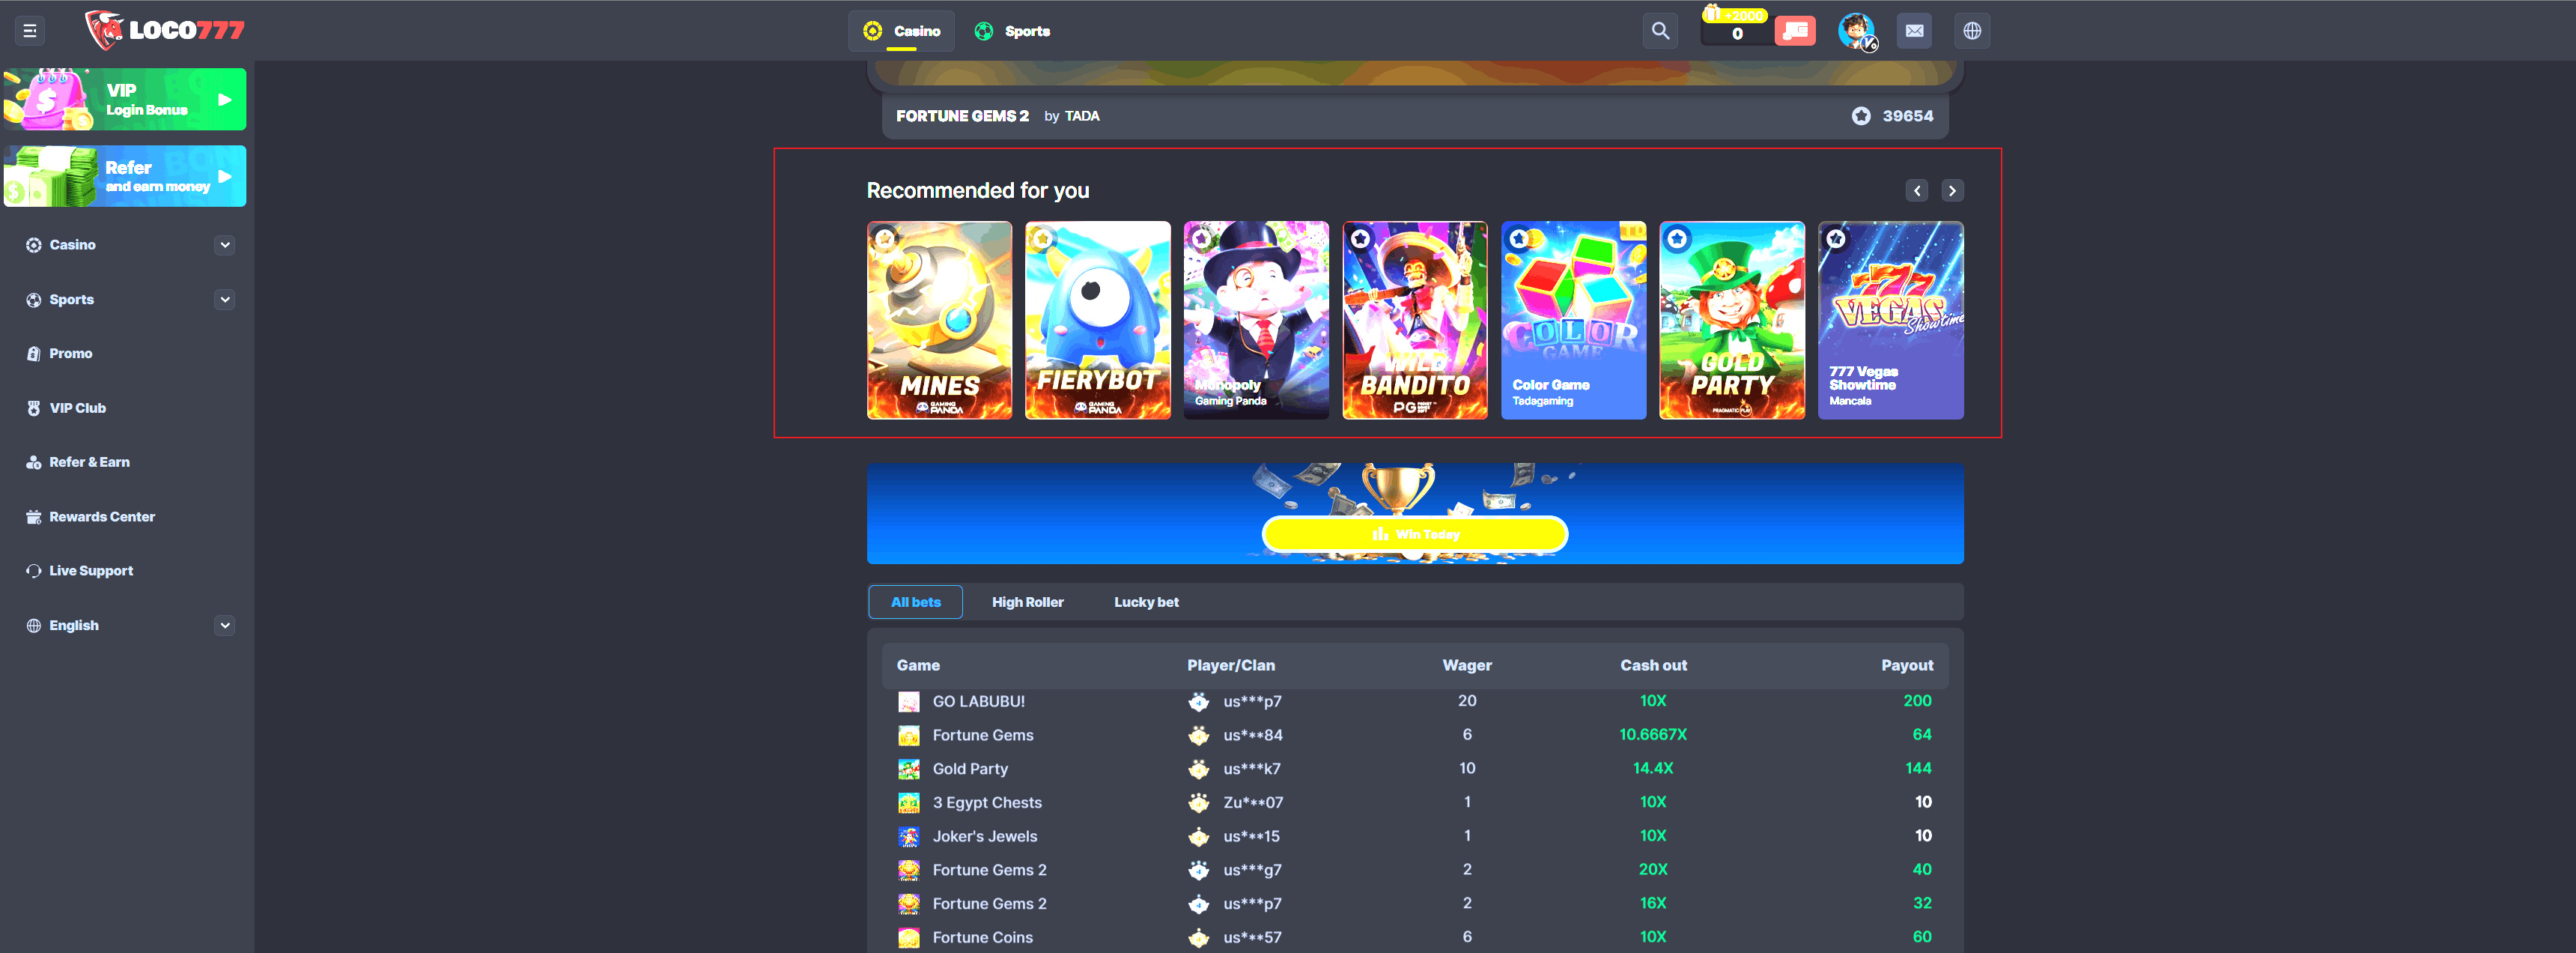 LOCO777
Casino
Sports
+2000
0
VIP
Login Bonus
Refer
and earn money
Casino
Sports
Promo
VIP Club
Refer & Earn
Rewards Center
Live Support
English
FORTUNE GEMS 2 by TADA
39654
Recommended for you
MINES
GAMING PANDA
FIERYBOT
GAMING PANDA
Monopoly
Gaming Panda
WILD
BANDITO
PG
COLOR
GAME
Color Game
Tadagaming
GOLD
PARTY
PRAGMATIC PLAY
777
VEGAS
Showtime
777 Vegas
Showtime
Mancala
Win Today
All bets High Roller Lucky bet
Game Player/Clan Wager Cash out Payout
GO LABUBU! us***p7 20 10X 200
Fortune Gems us***84 6 10.6667X 64
Gold Party us***k7 10 14.4X 144
3 Egypt Chests Zu***07 1 10X 10
Joker's Jewels us***15 1 10X 10
Fortune Gems 2 us***g7 2 20X 40
Fortune Gems 2 us***p7 2 16X 32
Fortune Coins us***57 6 10X 60